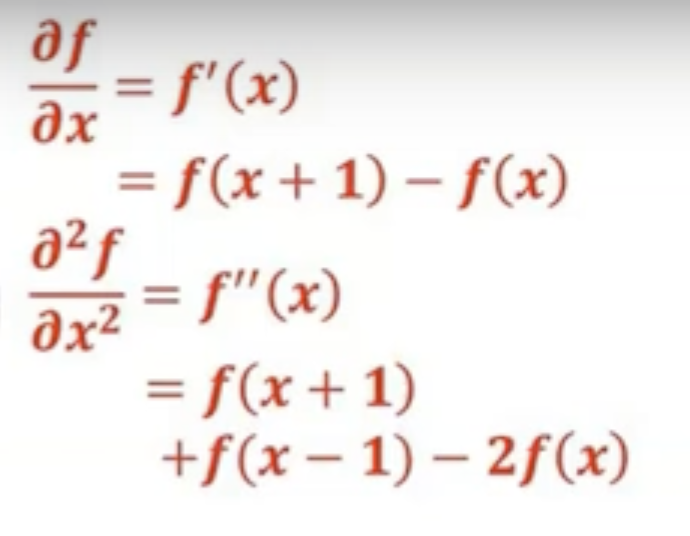 ∂f/∂x = f′(x)
= f(x + 1) − f(x)
∂²f/∂x² = f″(x)
= f(x + 1)
+f(x − 1) − 2f(x)